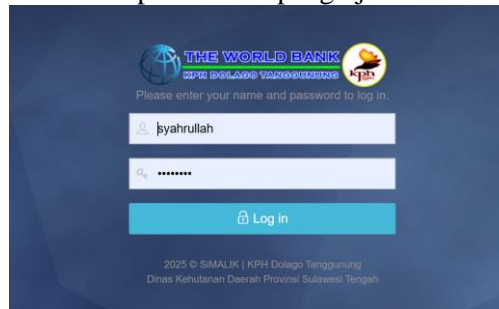 THE WORLD BANK
KPH DOLAGO TANGGUNUNG
kph
Please enter your name and password to log in.
syahrullah
••••••••
Log in
2025 © SiMALIK | KPH Dolago Tanggunung
Dinas Kehutanan Daerah Provinsi Sulawesi Tengah